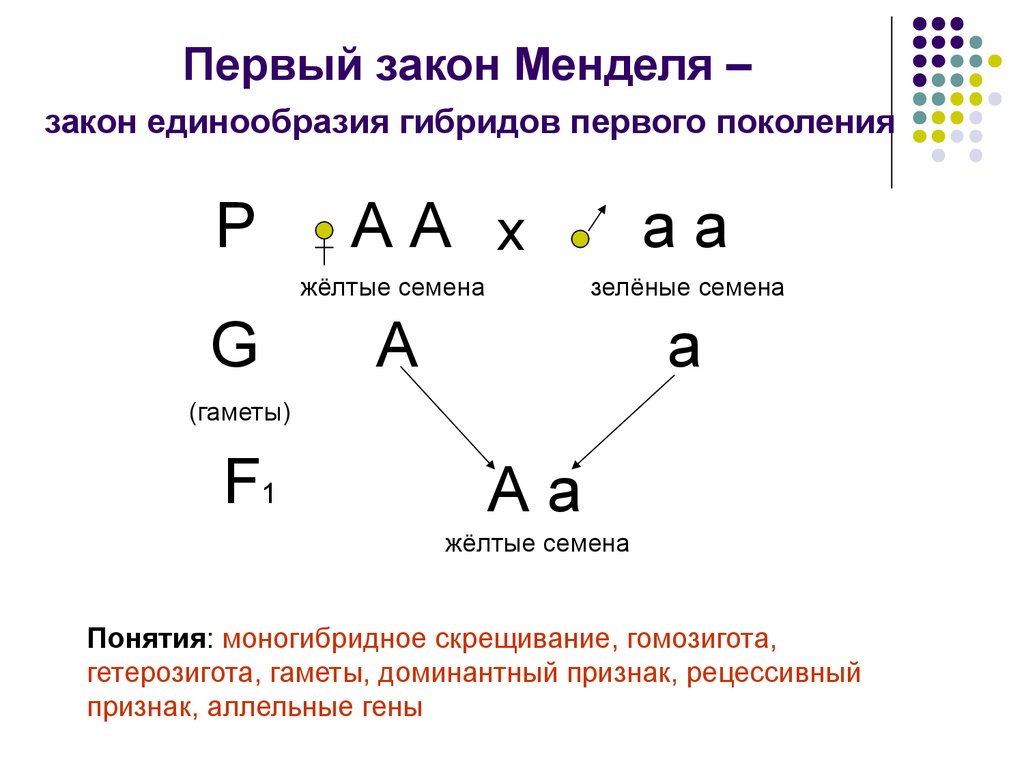 Первый закон Менделя –
закон единообразия гибридов первого поколения
P ♀ А А х ♂ а а
жёлтые семена зелёные семена
G А а
(гаметы)
F₁ А а
жёлтые семена
Понятия: моногибридное скрещивание, гомозигота,
гетерозигота, гаметы, доминантный признак, рецессивный
признак, аллельные гены